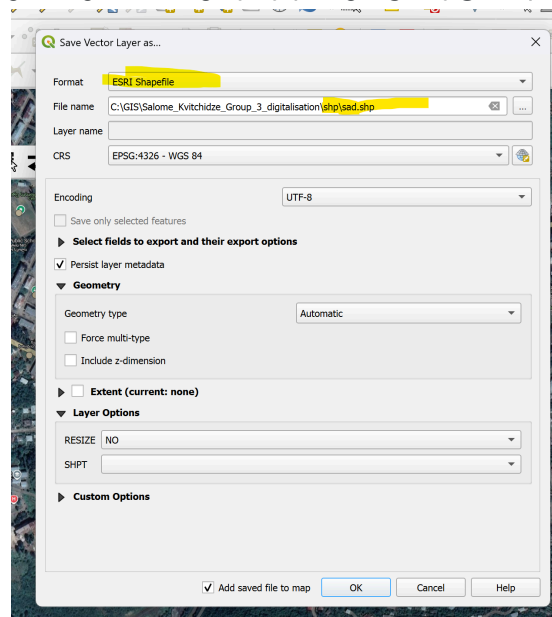 Save Vector Layer as...
Format ESRI Shapefile
File name C:\GIS\Salome_Kvitchidze_Group_3_digitalisation\shp\sad.shp ...
Layer name
CRS EPSG:4326 - WGS 84
Encoding UTF-8
Save only selected features
Select fields to export and their export options
Persist layer metadata
Geometry
Geometry type Automatic
Force multi-type
Include z-dimension
Extent (current: none)
Layer Options
RESIZE NO
SHPT
Custom Options
Add saved file to map OK Cancel Help